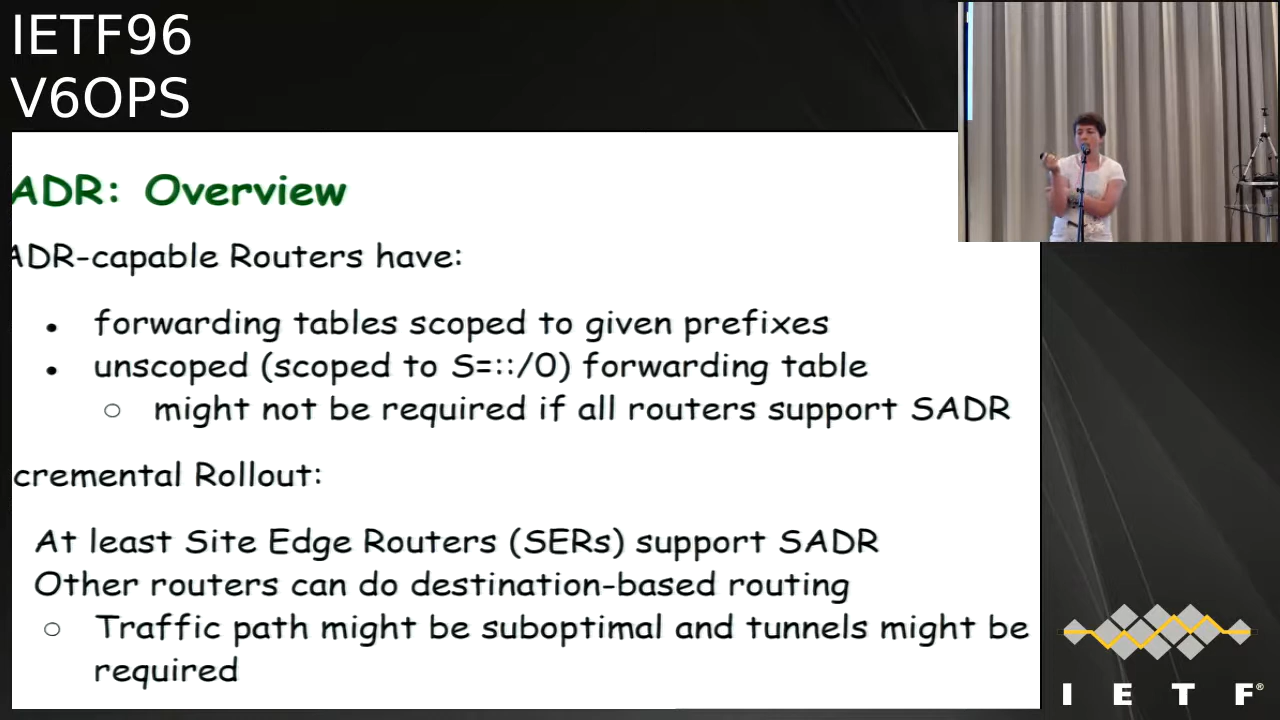 IETF96
V6OPS
ADR: Overview
ADR-capable Routers have:
• forwarding tables scoped to given prefixes
• unscoped (scoped to S=::/0) forwarding table
○ might not be required if all routers support SADR
cremental Rollout:
At least Site Edge Routers (SERs) support SADR
Other routers can do destination-based routing
○ Traffic path might be suboptimal and tunnels might be
required
I E T F®